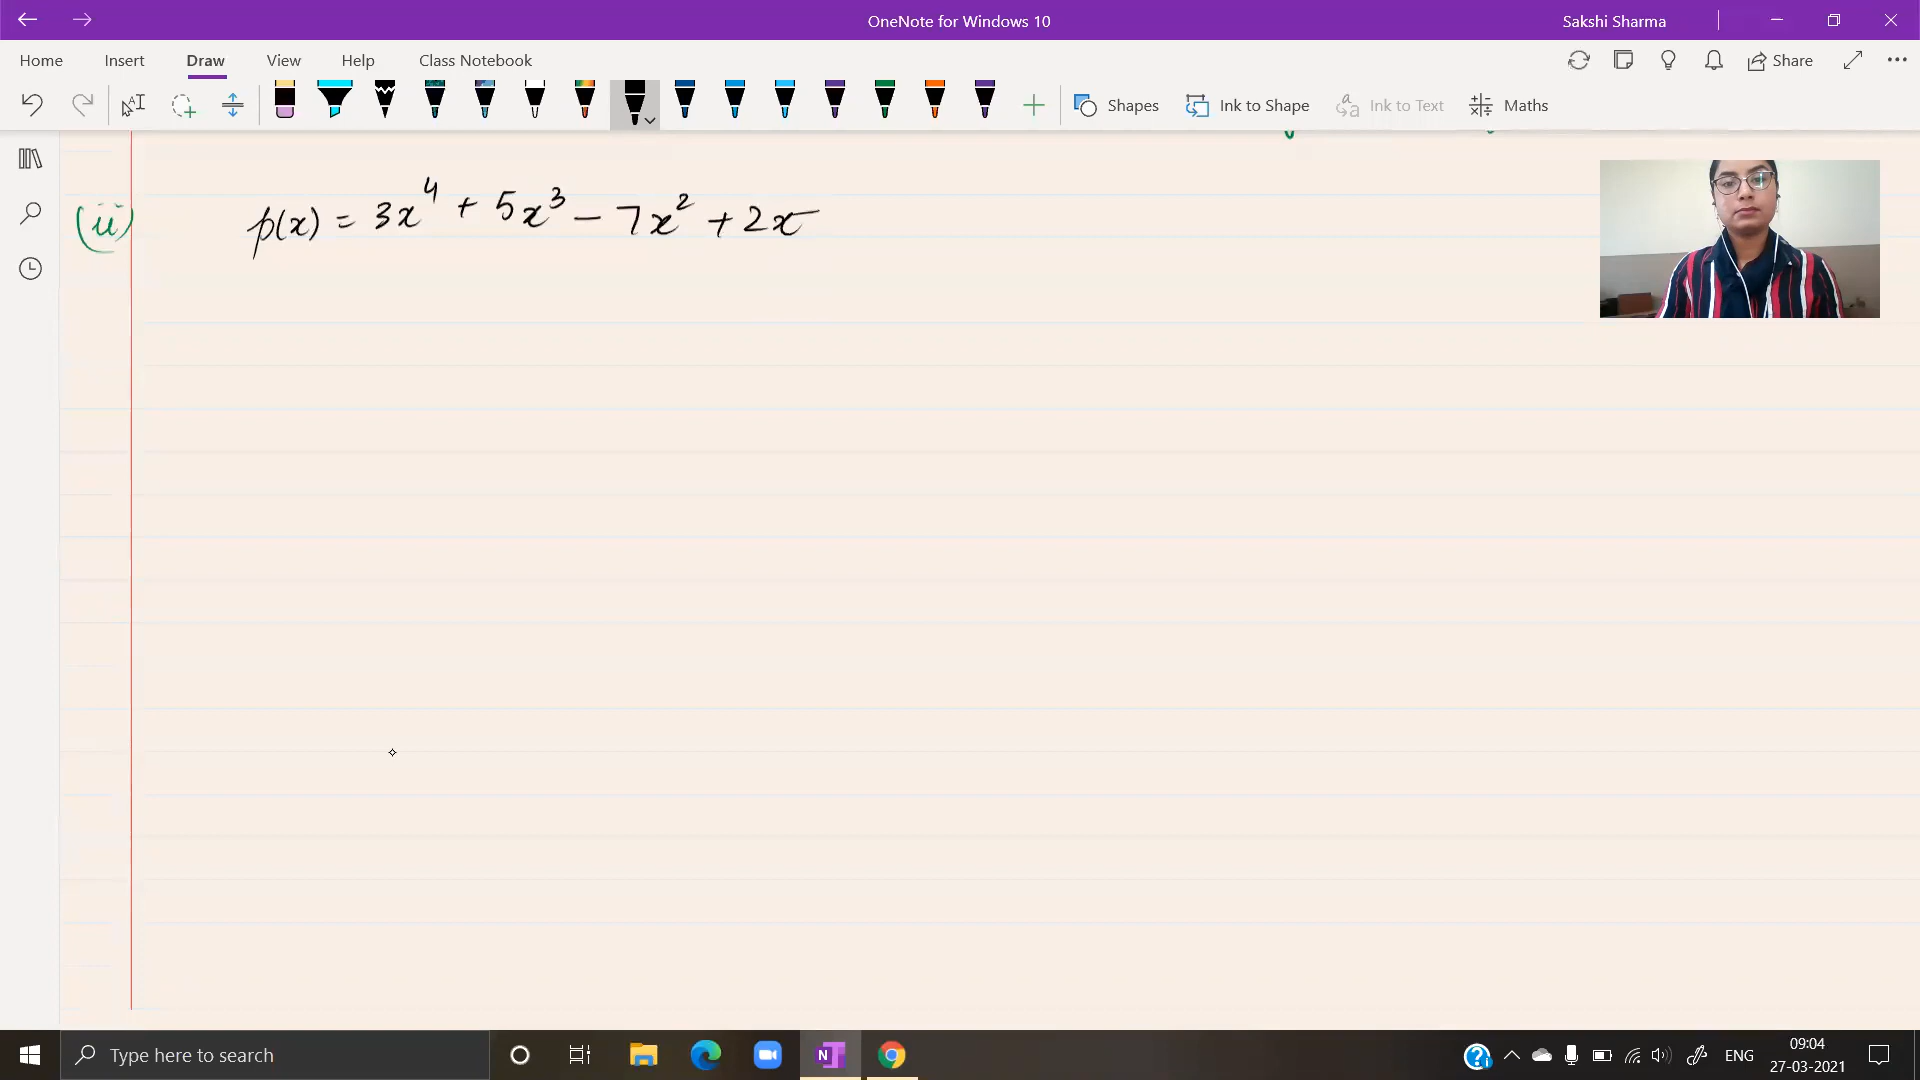 OneNote for Windows 10
Sakshi Sharma
Home Insert Draw View Help Class Notebook
Share
Shapes Ink to Shape Ink to Text Maths
(ii) p(x) = 3x⁴ + 5x³ − 7x² + 2x
Type here to search
ENG
09:04
27-03-2021